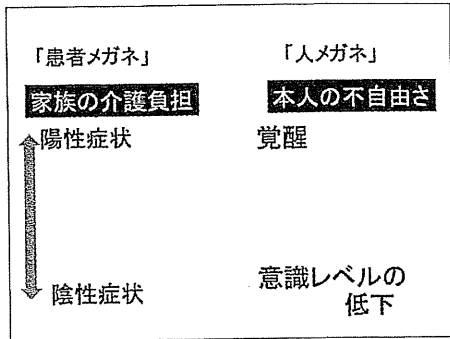 「患者メガネ」
「人メガネ」
家族の介護負担
本人の不自由さ
陽性症状
覚醒
陰性症状
意識レベルの
低下